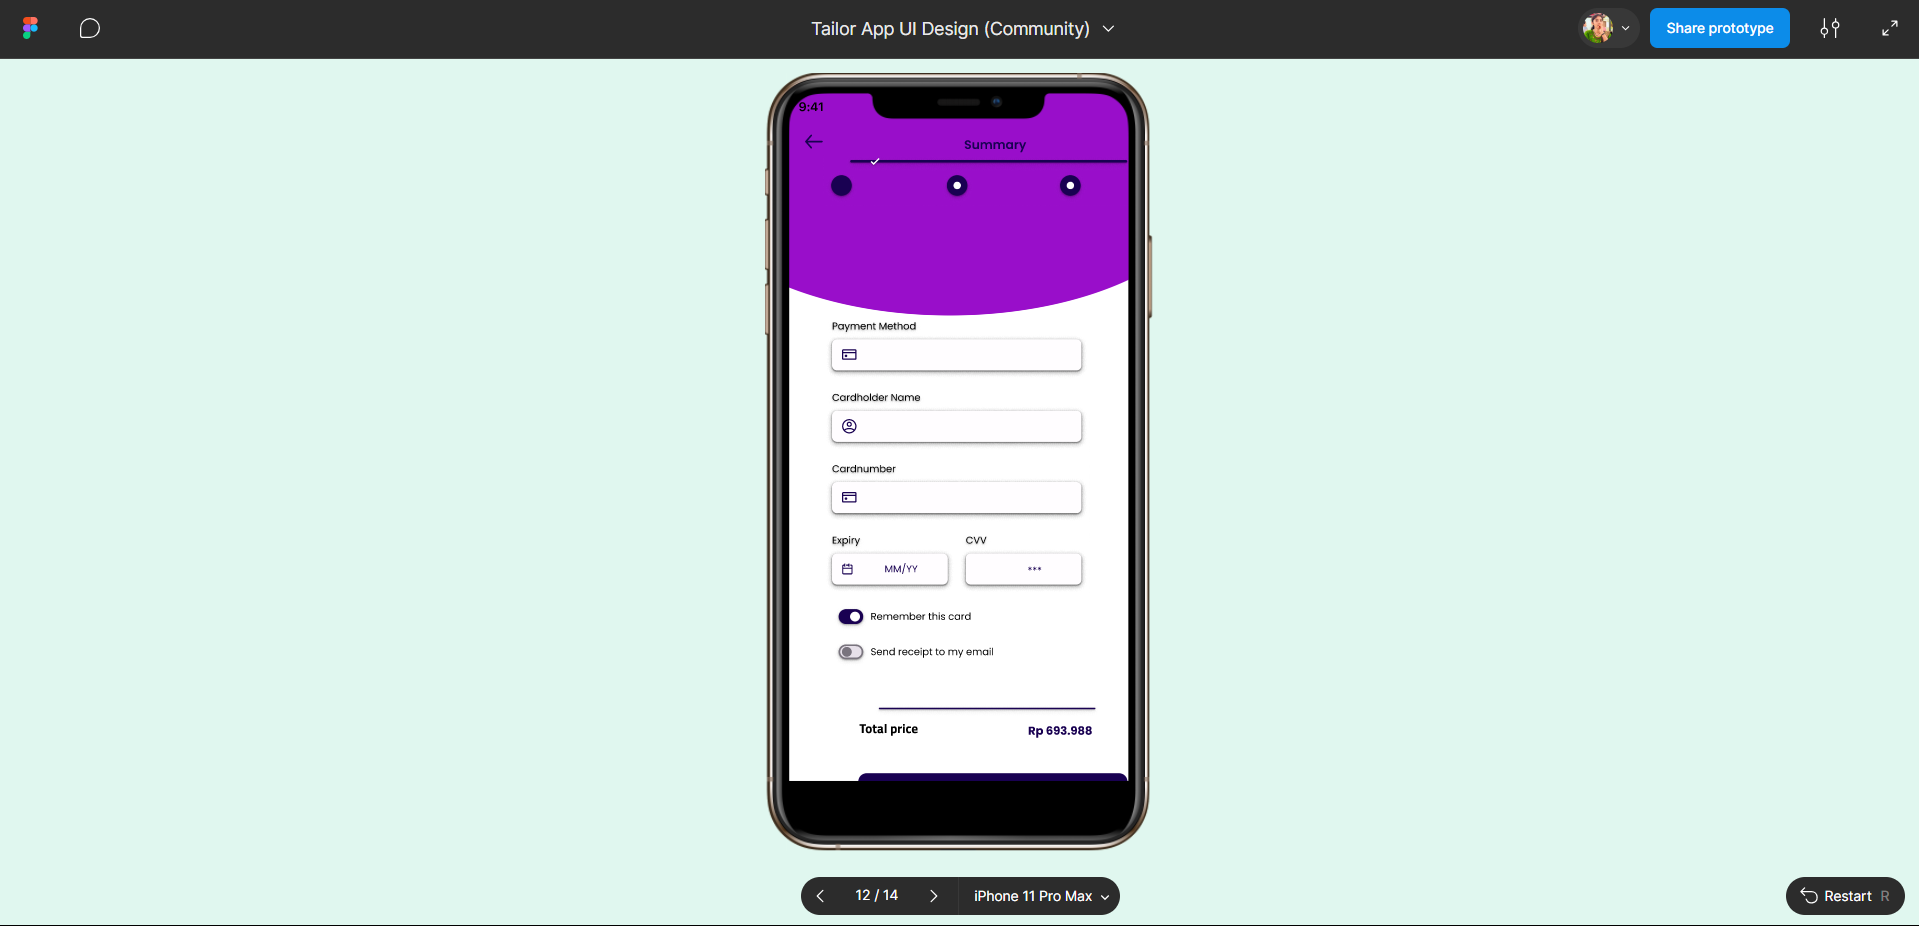 Tailor App UI Design (Community)
Share prototype
9:41
Summary
Payment Method
Cardholder Name
Cardnumber
Expiry
CVV
MM/YY
***
Remember this card
Send receipt to my email
Total price
Rp 693.988
12 / 14
iPhone 11 Pro Max
Restart R